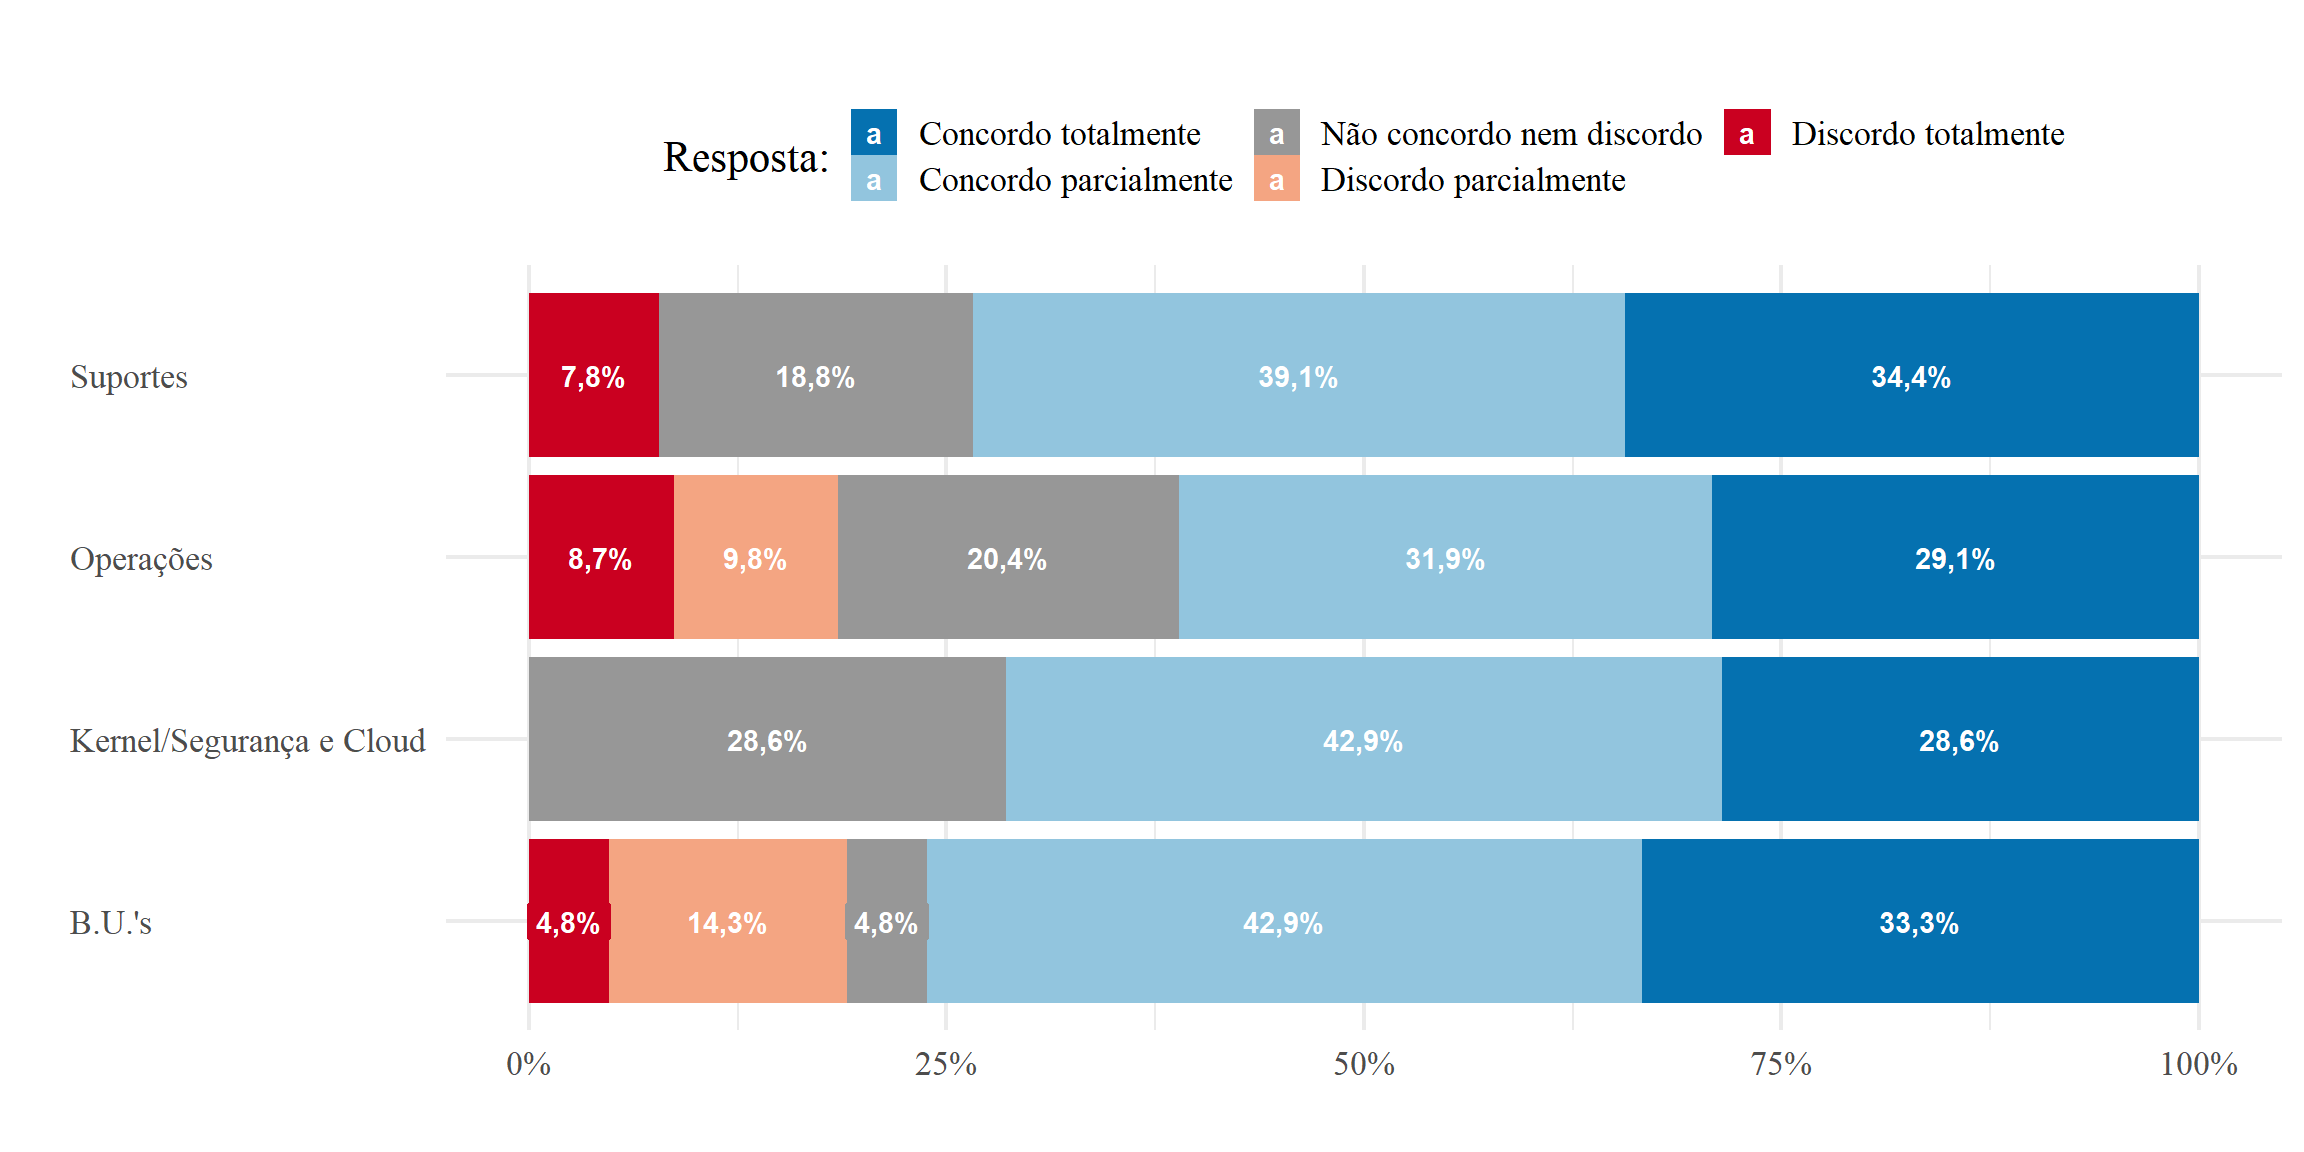 Resposta:
a Concordo totalmente
a Concordo parcialmente
a Não concordo nem discordo
a Discordo parcialmente
a Discordo totalmente
Suportes
7,8% 18,8% 39,1% 34,4%
Operações
8,7% 9,8% 20,4% 31,9% 29,1%
Kernel/Segurança e Cloud
28,6% 42,9% 28,6%
B.U.'s
4,8% 14,3% 4,8% 42,9% 33,3%
0% 25% 50% 75% 100%